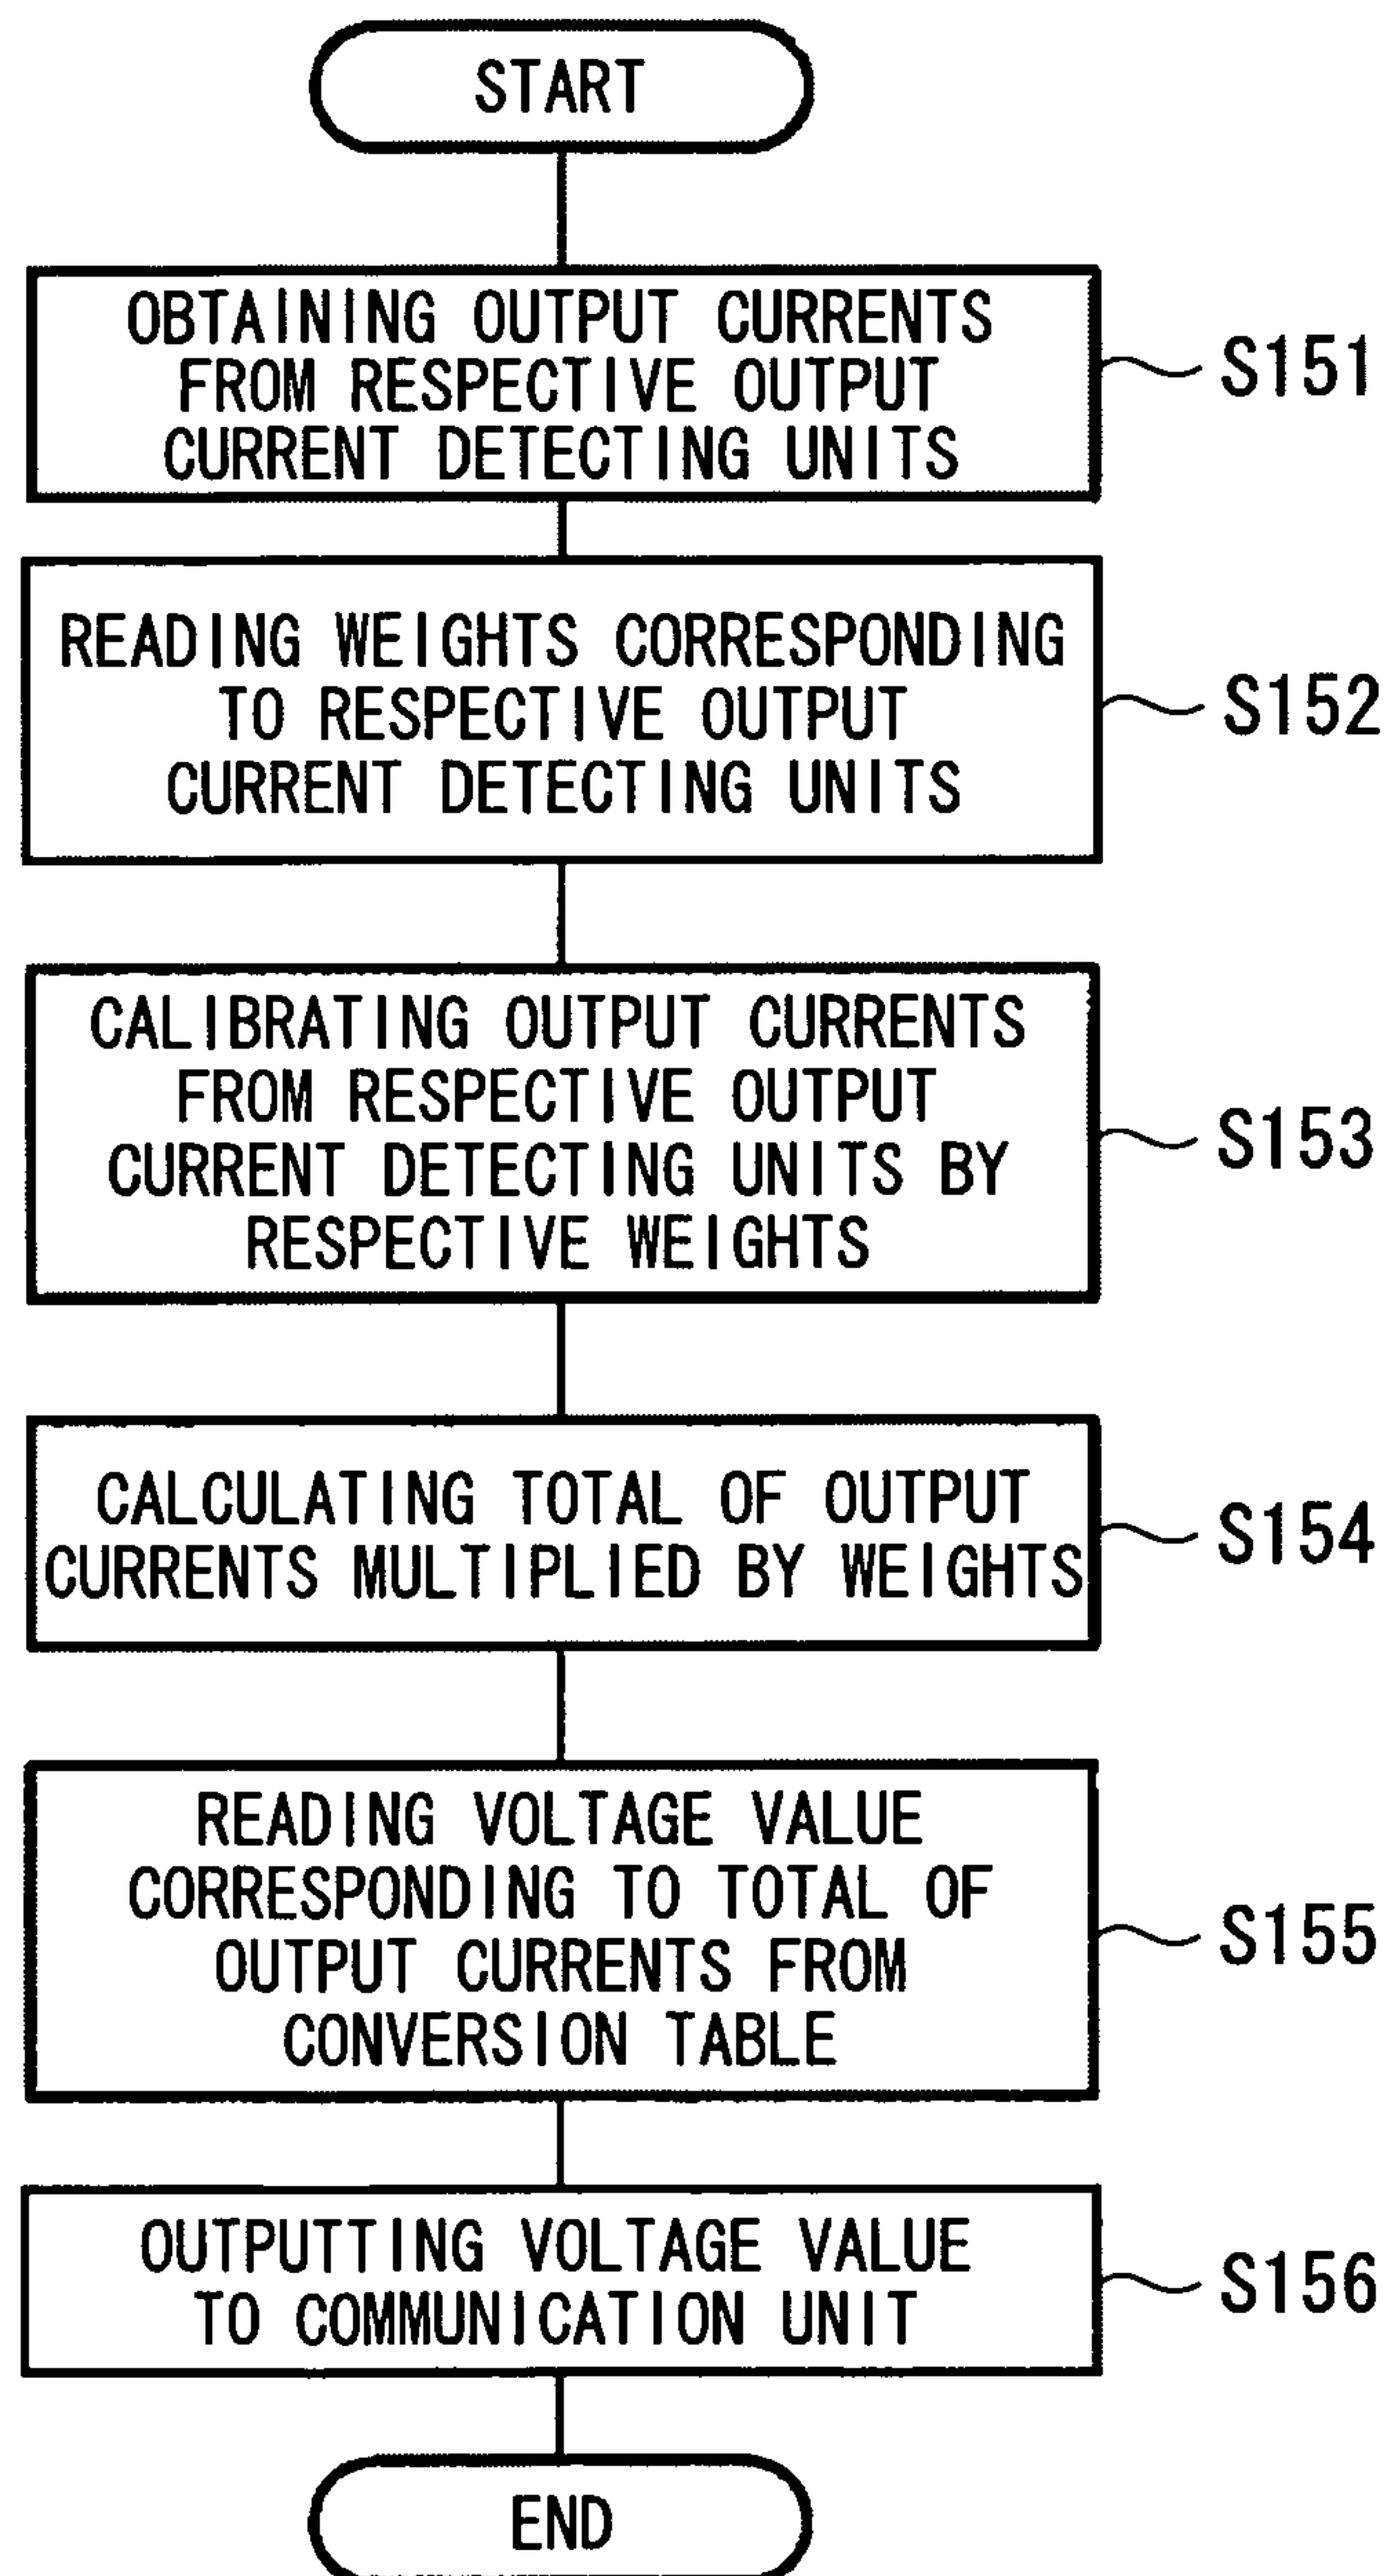 START
OBTAINING OUTPUT CURRENTS
FROM RESPECTIVE OUTPUT
CURRENT DETECTING UNITS
S151
READING WEIGHTS CORRESPONDING
TO RESPECTIVE OUTPUT
CURRENT DETECTING UNITS
S152
CALIBRATING OUTPUT CURRENTS
FROM RESPECTIVE OUTPUT
CURRENT DETECTING UNITS BY
RESPECTIVE WEIGHTS
S153
CALCULATING TOTAL OF OUTPUT
CURRENTS MULTIPLIED BY WEIGHTS
S154
READING VOLTAGE VALUE
CORRESPONDING TO TOTAL OF
OUTPUT CURRENTS FROM
CONVERSION TABLE
S155
OUTPUTTING VOLTAGE VALUE
TO COMMUNICATION UNIT
S156
END